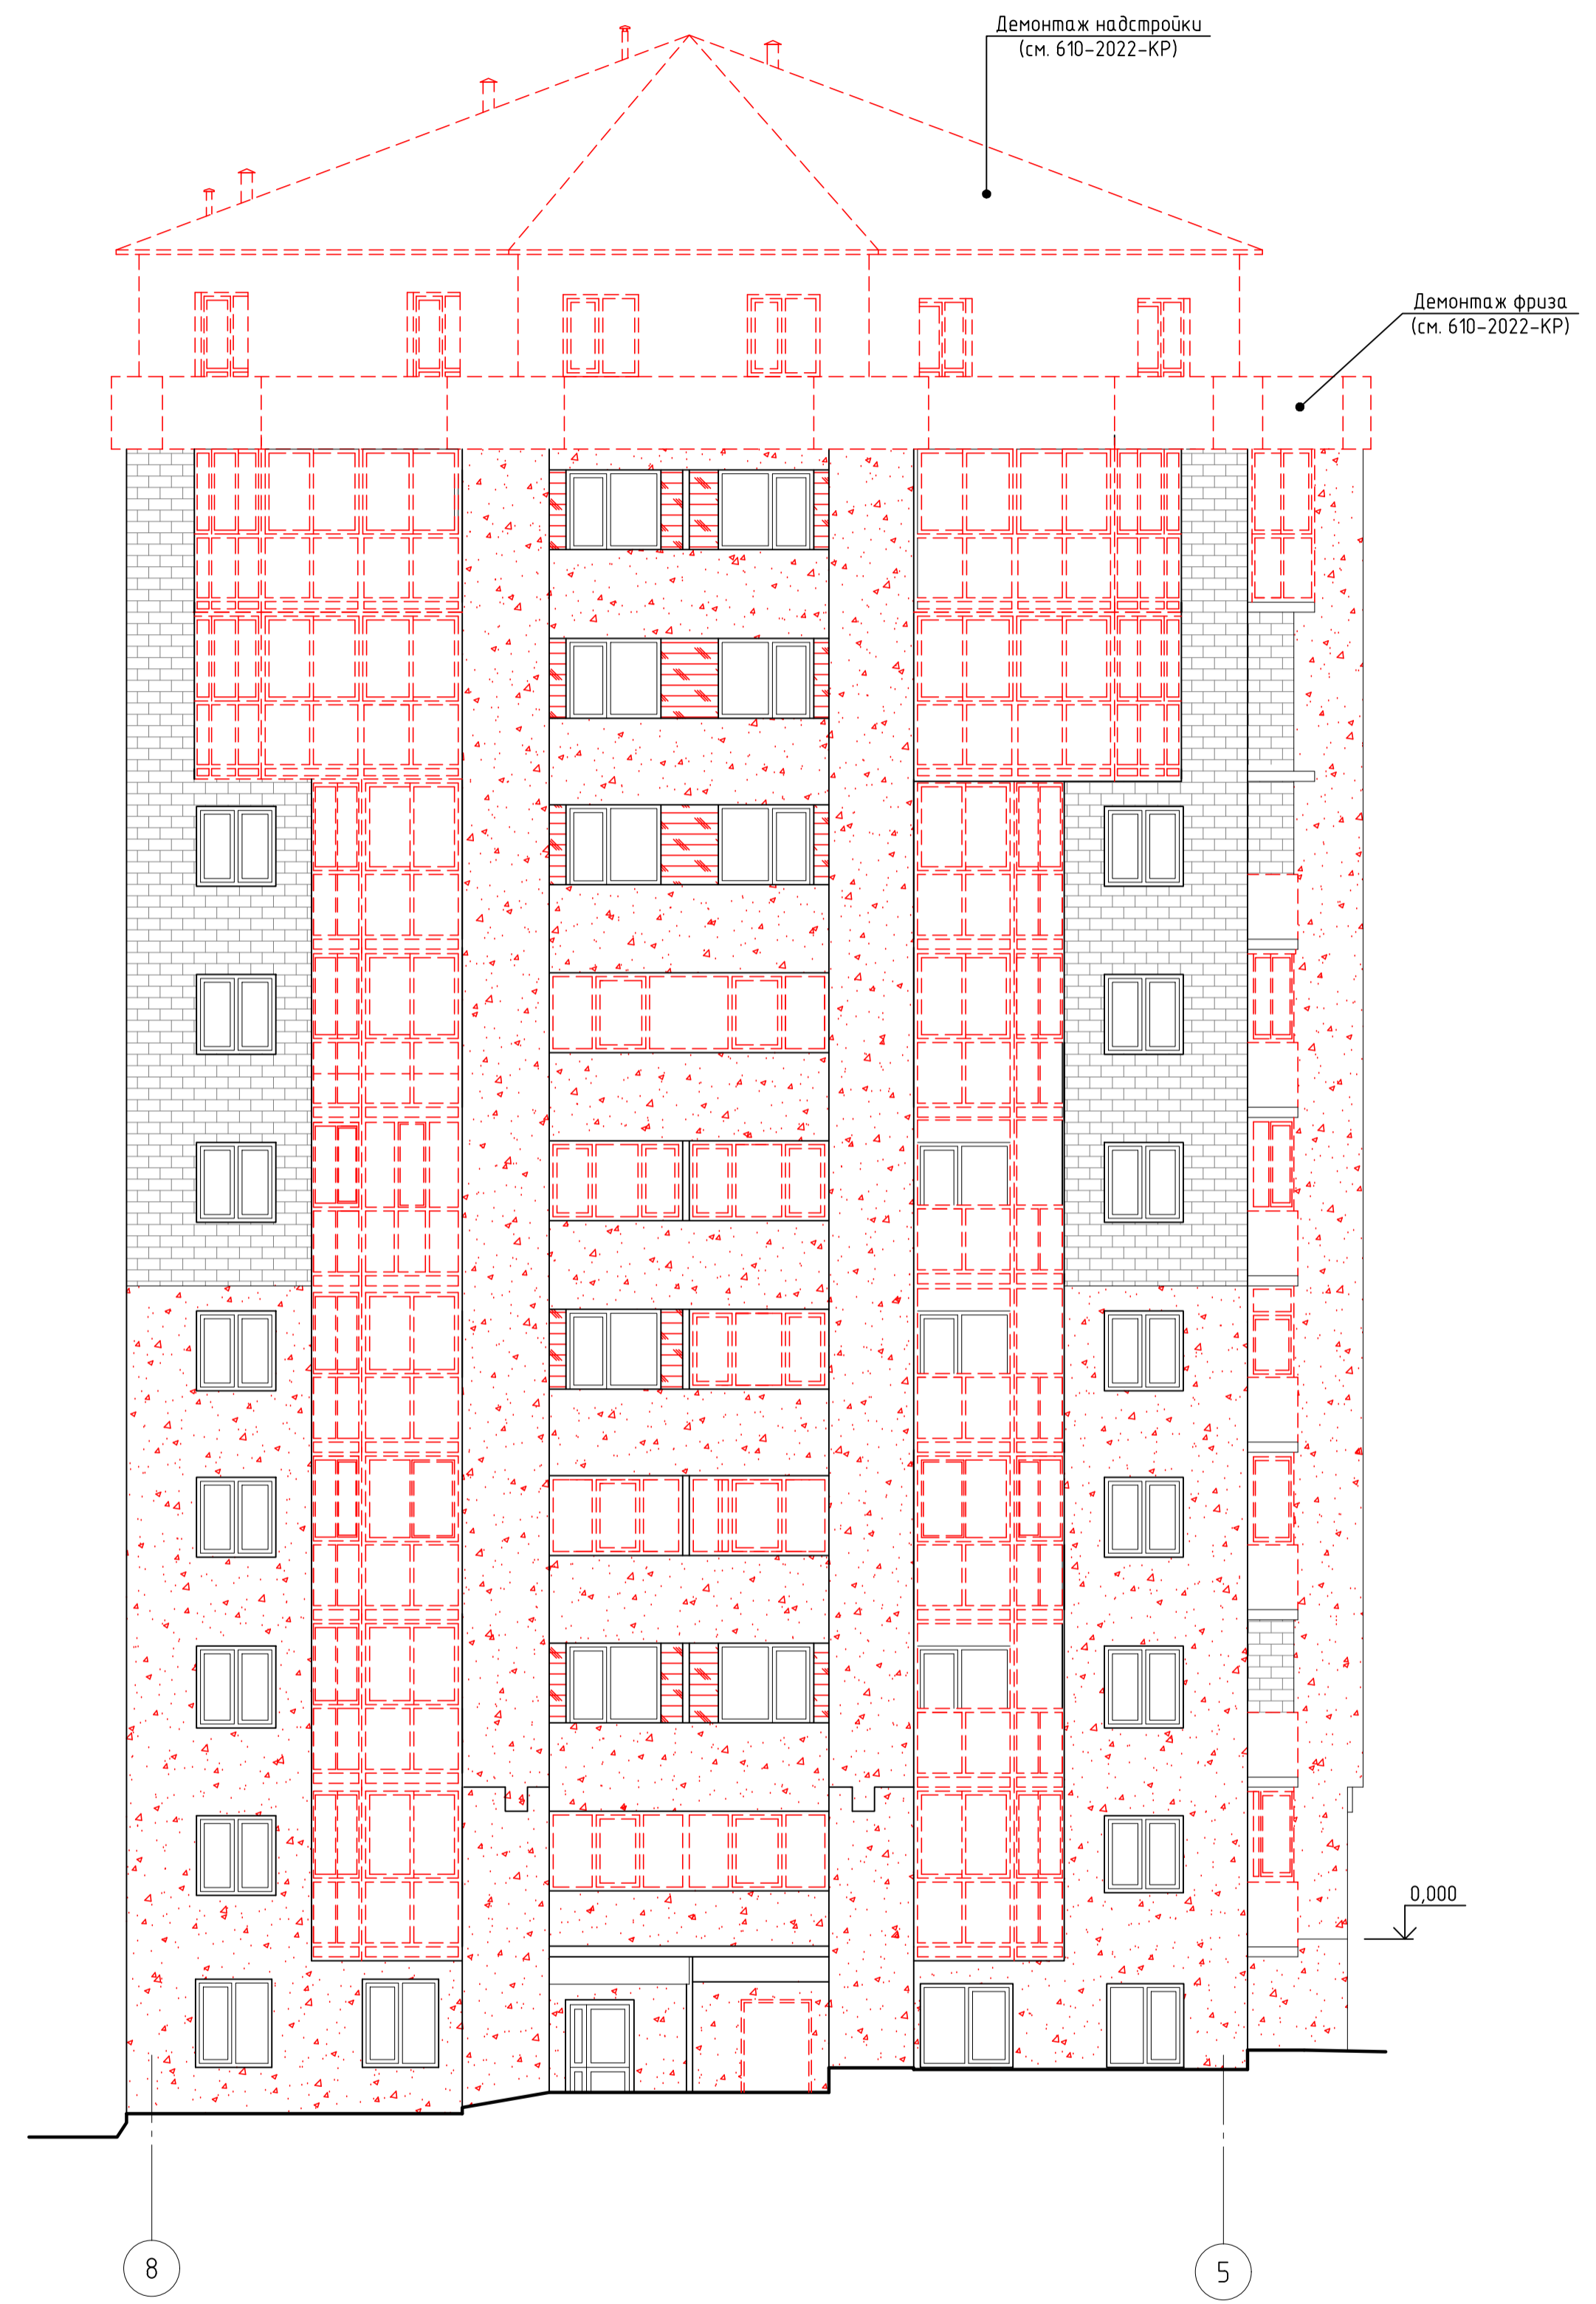 Демонтаж надстройки
(см. 610-2022-КР)
Демонтаж фриза
(см. 610-2022-КР)
0,000
8
5